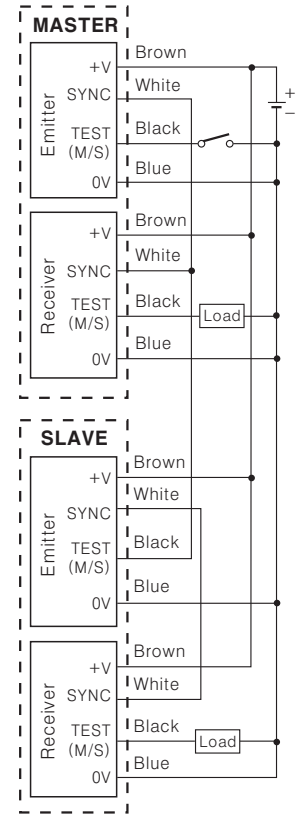 MASTER
Brown
+V
White
SYNC
Emitter
TEST
(M/S)
Black
Blue
0V
+
−
Brown
+V
White
SYNC
Receiver
TEST
(M/S)
Black
Load
Blue
0V
SLAVE
Brown
+V
White
SYNC
Emitter
TEST
(M/S)
Black
Blue
0V
Brown
+V
White
SYNC
Receiver
TEST
(M/S)
Black
Load
Blue
0V